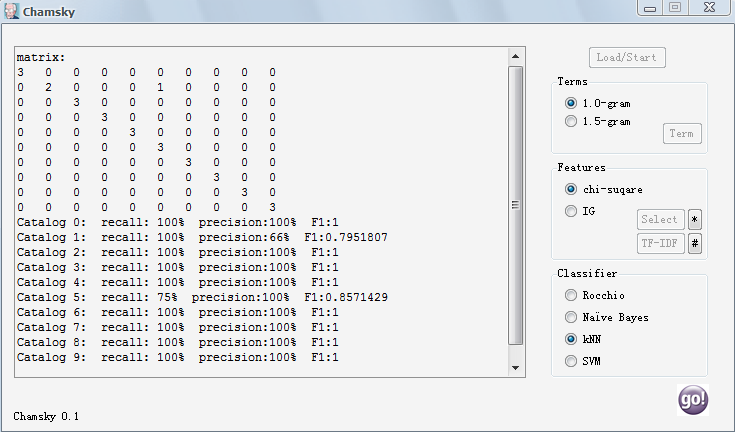 Chamsky
matrix:
3 0 0 0 0 0 0 0 0 0
0 2 0 0 0 1 0 0 0 0
0 0 3 0 0 0 0 0 0 0
0 0 0 3 0 0 0 0 0 0
0 0 0 0 3 0 0 0 0 0
0 0 0 0 0 3 0 0 0 0
0 0 0 0 0 0 3 0 0 0
0 0 0 0 0 0 0 3 0 0
0 0 0 0 0 0 0 0 3 0
0 0 0 0 0 0 0 0 0 3
Catalog 0: recall: 100% precision:100% F1:1
Catalog 1: recall: 100% precision:66% F1:0.7951807
Catalog 2: recall: 100% precision:100% F1:1
Catalog 3: recall: 100% precision:100% F1:1
Catalog 4: recall: 100% precision:100% F1:1
Catalog 5: recall: 75% precision:100% F1:0.8571429
Catalog 6: recall: 100% precision:100% F1:1
Catalog 7: recall: 100% precision:100% F1:1
Catalog 8: recall: 100% precision:100% F1:1
Catalog 9: recall: 100% precision:100% F1:1
Load/Start
Terms
1.0-gram
1.5-gram
Term
Features
chi-suqare
IG
Select *
TF-IDF #
Classifier
Rocchio
Naïve Bayes
kNN
SVM
go!
Chamsky 0.1